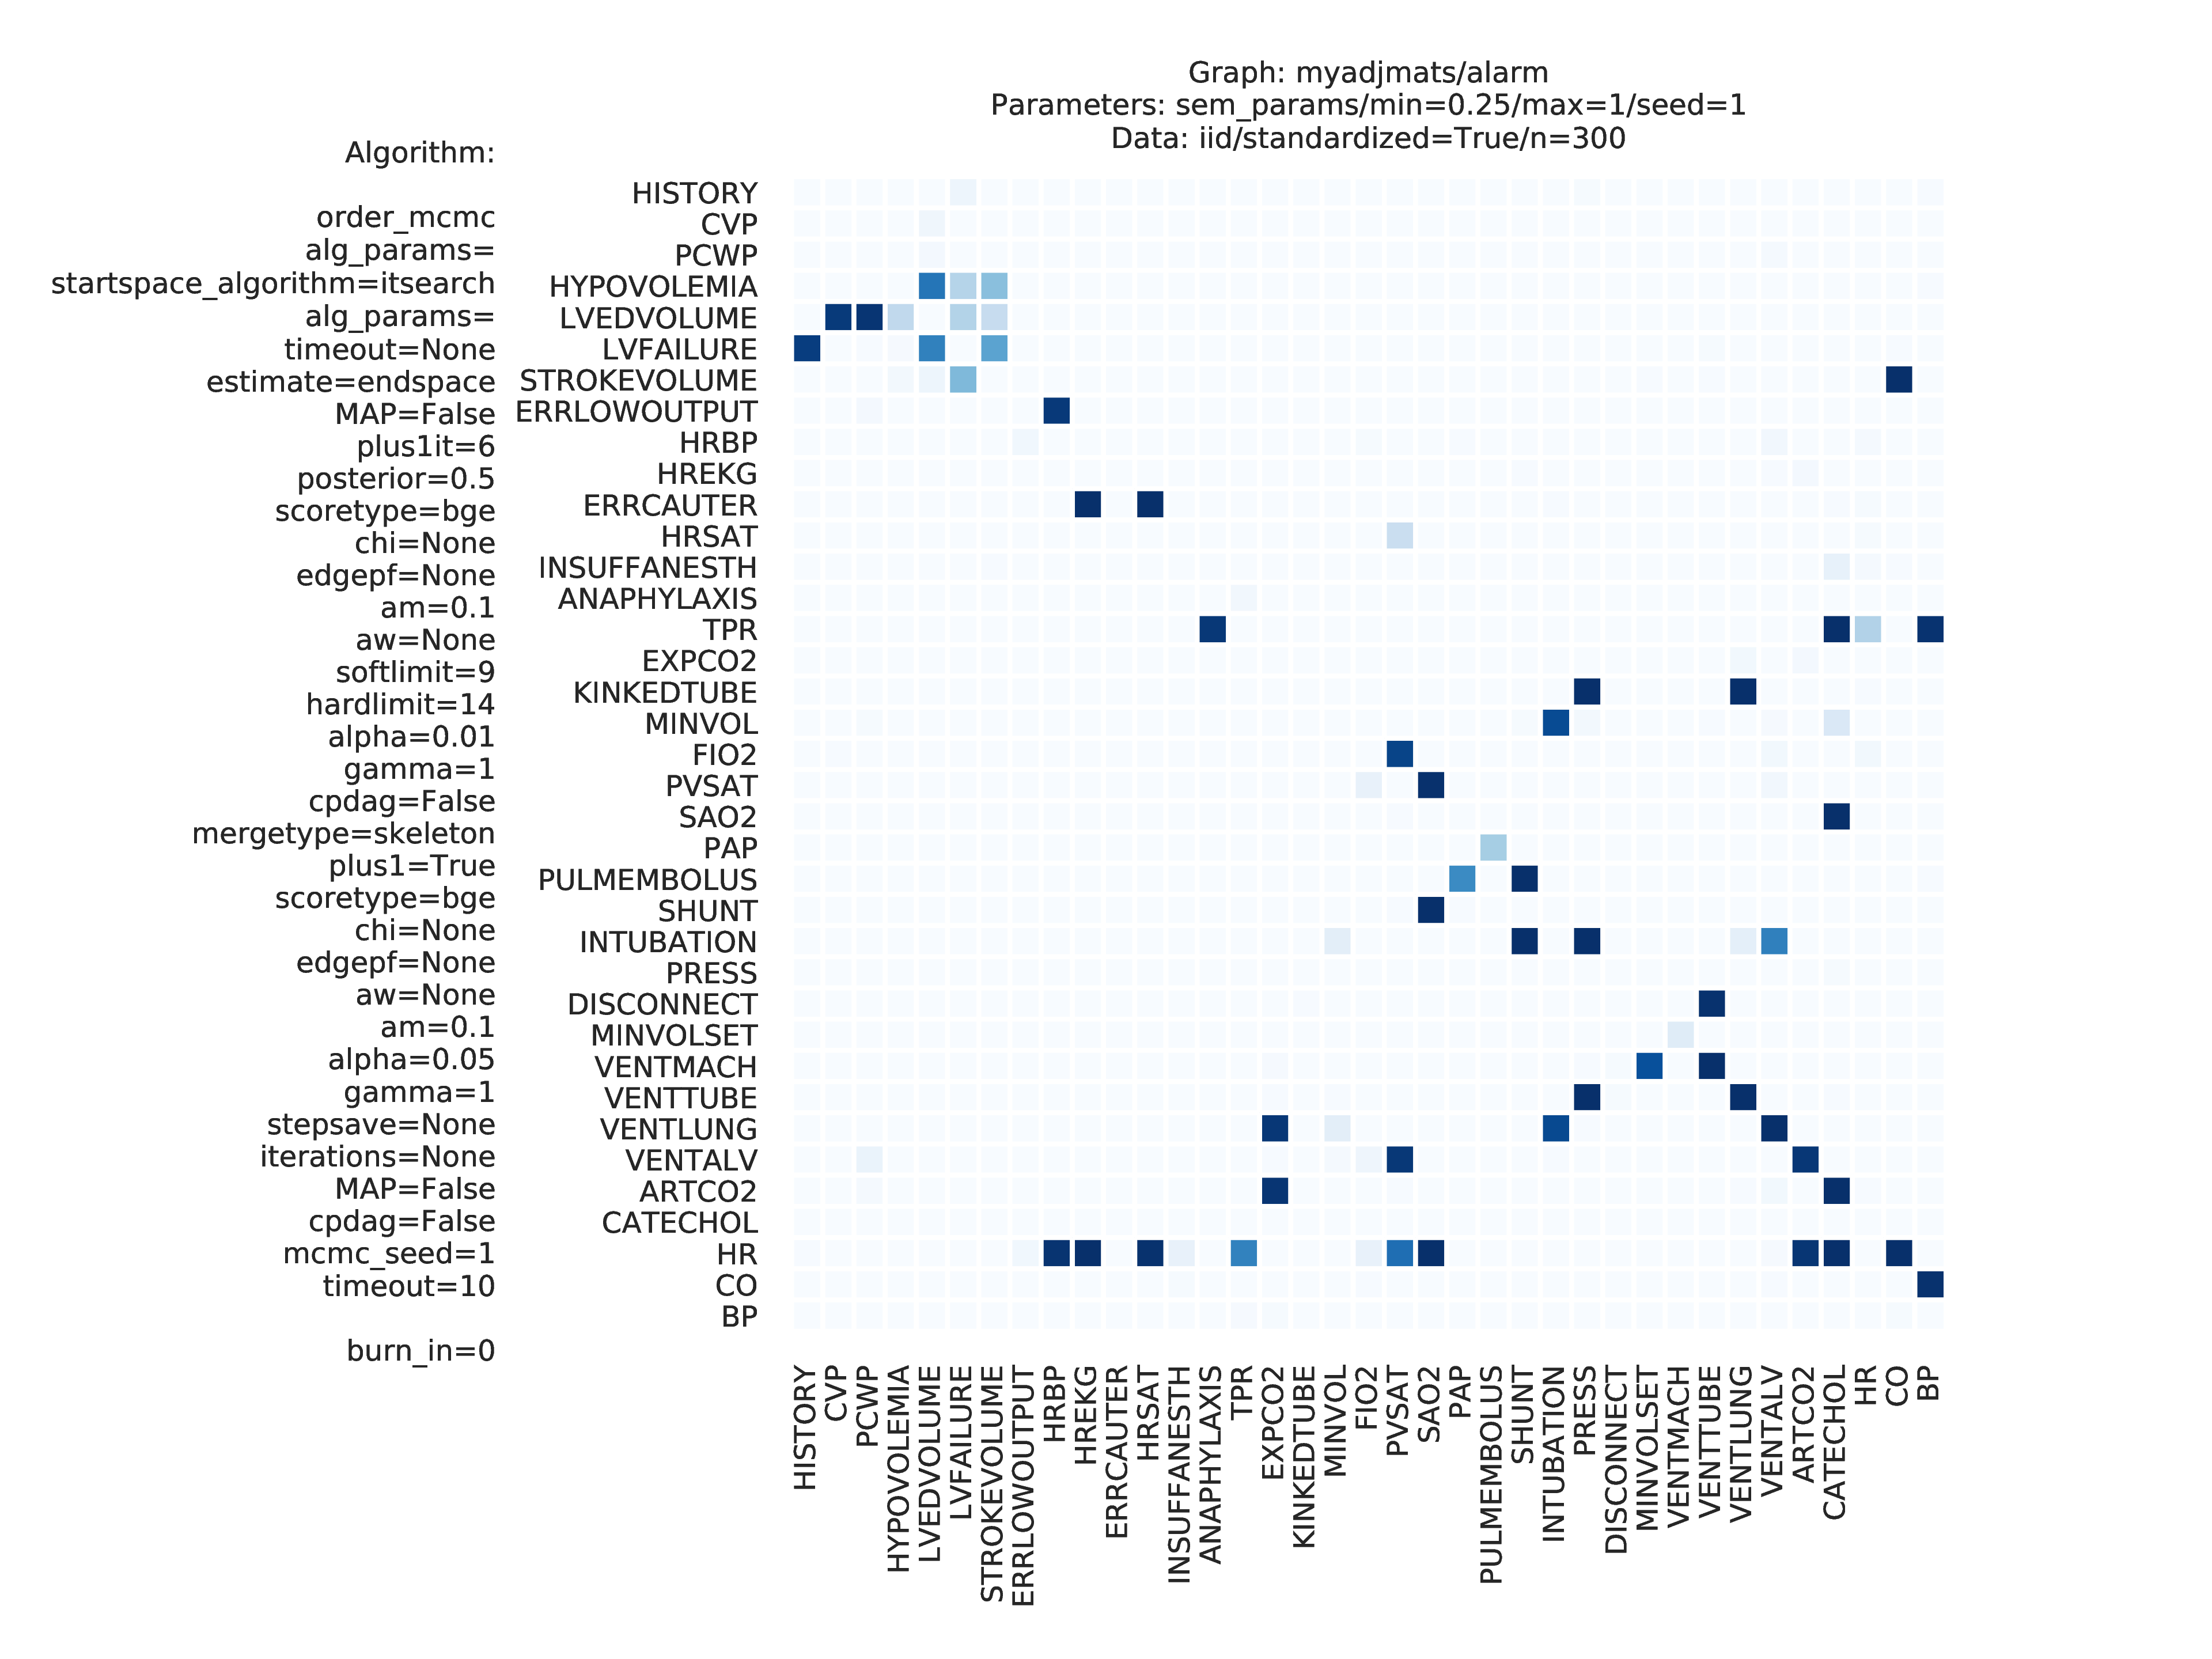 Graph: myadjmats/alarm
Parameters: sem_params/min=0.25/max=1/seed=1
Data: iid/standardized=True/n=300
Algorithm:
order_mcmc
alg_params=
startspace_algorithm=itsearch
alg_params=
timeout=None
estimate=endspace
MAP=False
plus1it=6
posterior=0.5
scoretype=bge
chi=None
edgepf=None
am=0.1
aw=None
softlimit=9
hardlimit=14
alpha=0.01
gamma=1
cpdag=False
mergetype=skeleton
plus1=True
scoretype=bge
chi=None
edgepf=None
aw=None
am=0.1
alpha=0.05
gamma=1
stepsave=None
iterations=None
MAP=False
cpdag=False
mcmc_seed=1
timeout=10
burn_in=0
HISTORY
CVP
PCWP
HYPOVOLEMIA
LVEDVOLUME
LVFAILURE
STROKEVOLUME
ERRLOWOUTPUT
HRBP
HREKG
ERRCAUTER
HRSAT
INSUFFANESTH
ANAPHYLAXIS
TPR
EXPCO2
KINKEDTUBE
MINVOL
FIO2
PVSAT
SAO2
PAP
PULMEMBOLUS
SHUNT
INTUBATION
PRESS
DISCONNECT
MINVOLSET
VENTMACH
VENTTUBE
VENTLUNG
VENTALV
ARTCO2
CATECHOL
HR
CO
BP
HISTORY
CVP
PCWP
HYPOVOLEMIA
LVEDVOLUME
LVFAILURE
STROKEVOLUME
ERRLOWOUTPUT
HRBP
HREKG
ERRCAUTER
HRSAT
INSUFFANESTH
ANAPHYLAXIS
TPR
EXPCO2
KINKEDTUBE
MINVOL
FIO2
PVSAT
SAO2
PAP
PULMEMBOLUS
SHUNT
INTUBATION
PRESS
DISCONNECT
MINVOLSET
VENTMACH
VENTTUBE
VENTLUNG
VENTALV
ARTCO2
CATECHOL
HR
CO
BP